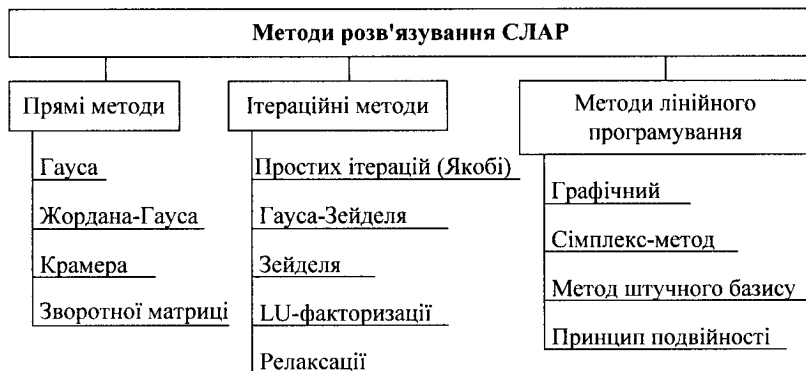 Методи розв'язування СЛАР
Прямі методи
Гауса
Жордана-Гауса
Крамера
Зворотної матриці
Ітераційні методи
Простих ітерацій (Якобі)
Гауса-Зейделя
Зейделя
LU-факторизації
Релаксації
Методи лінійного
програмування
Графічний
Сімплекс-метод
Метод штучного базису
Принцип подвійності